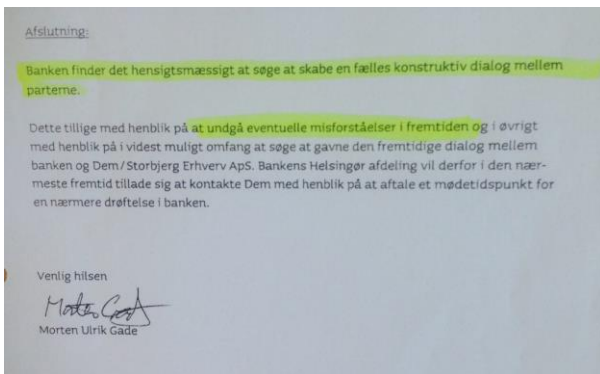 Afslutning:
Banken finder det hensigtsmæssigt at søge at skabe en fælles konstruktiv dialog mellem
parterne.
Dette tillige med henblik på at undgå eventuelle misforståelser i fremtiden og i øvrigt
med henblik på i videst muligt omfang at søge at gavne den fremtidige dialog mellem
banken og Dem/Storbjerg Erhverv ApS. Bankens Helsingør afdeling vil derfor i den nær-
meste fremtid tillade sig at kontakte Dem med henblik på at aftale et mødetidspunkt for
en nærmere drøftelse i banken.
Venlig hilsen
Morten Ulrik Gade